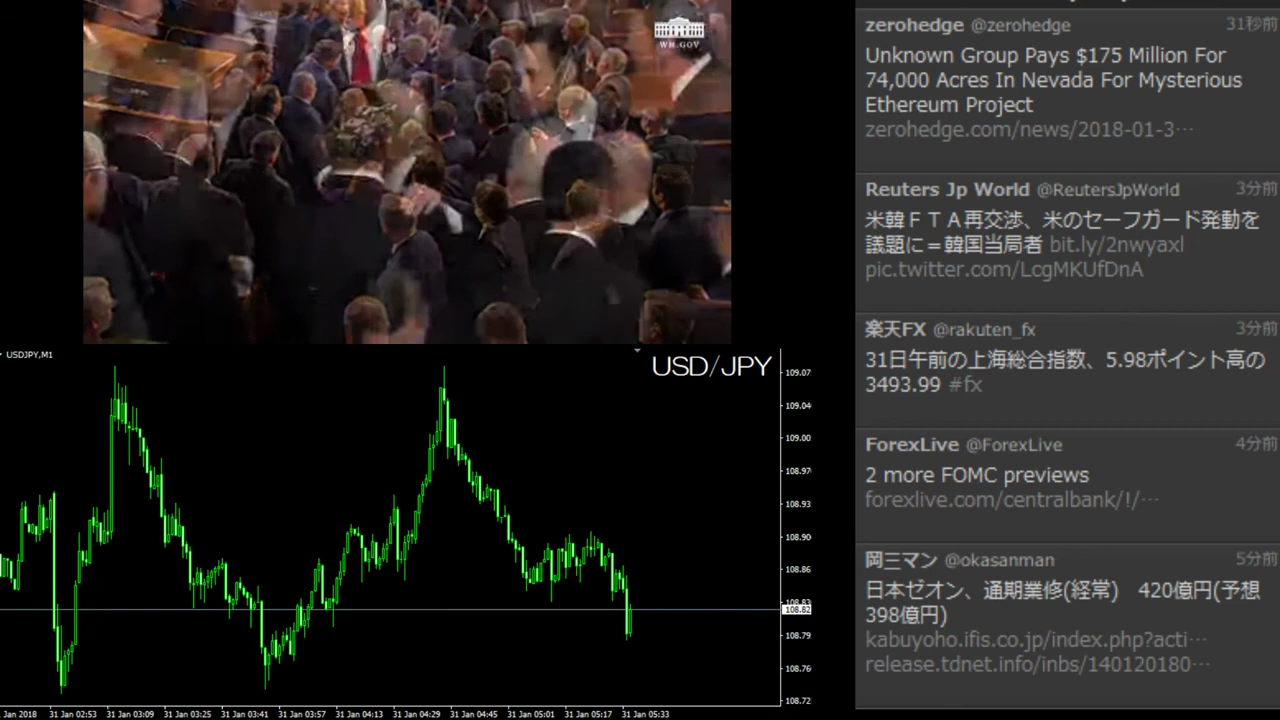 WH.GOV
zerohedge @zerohedge 31秒前
Unknown Group Pays $175 Million For
74,000 Acres In Nevada For Mysterious
Ethereum Project
zerohedge.com/news/2018-01-3…
Reuters Jp World @ReutersJpWorld 3分前
米韓ＦＴＡ再交渉、米のセーフガード発動を
議題に＝韓国当局者 bit.ly/2nwyaxl
pic.twitter.com/LcgMKUfDnA
楽天FX @rakuten_fx 3分前
31日午前の上海総合指数、5.98ポイント高の
3493.99 #fx
ForexLive @ForexLive 4分前
2 more FOMC previews
forexlive.com/centralbank/!/…
岡三マン @okasanman 5分前
日本ゼオン、通期業修(経常)　420億円(予想
398億円)
kabuyoho.ifis.co.jp/index.php?acti…
release.tdnet.info/inbs/140120180…
USDJPY,M1
USD/JPY
109.07
109.04
109.00
108.97
108.93
108.90
108.86
108.83
108.82
108.79
108.76
108.72
Jan 2018 31 Jan 02:53 31 Jan 03:09 31 Jan 03:25 31 Jan 03:41 31 Jan 03:57 31 Jan 04:13 31 Jan 04:29 31 Jan 04:45 31 Jan 05:01 31 Jan 05:17 31 Jan 05:33